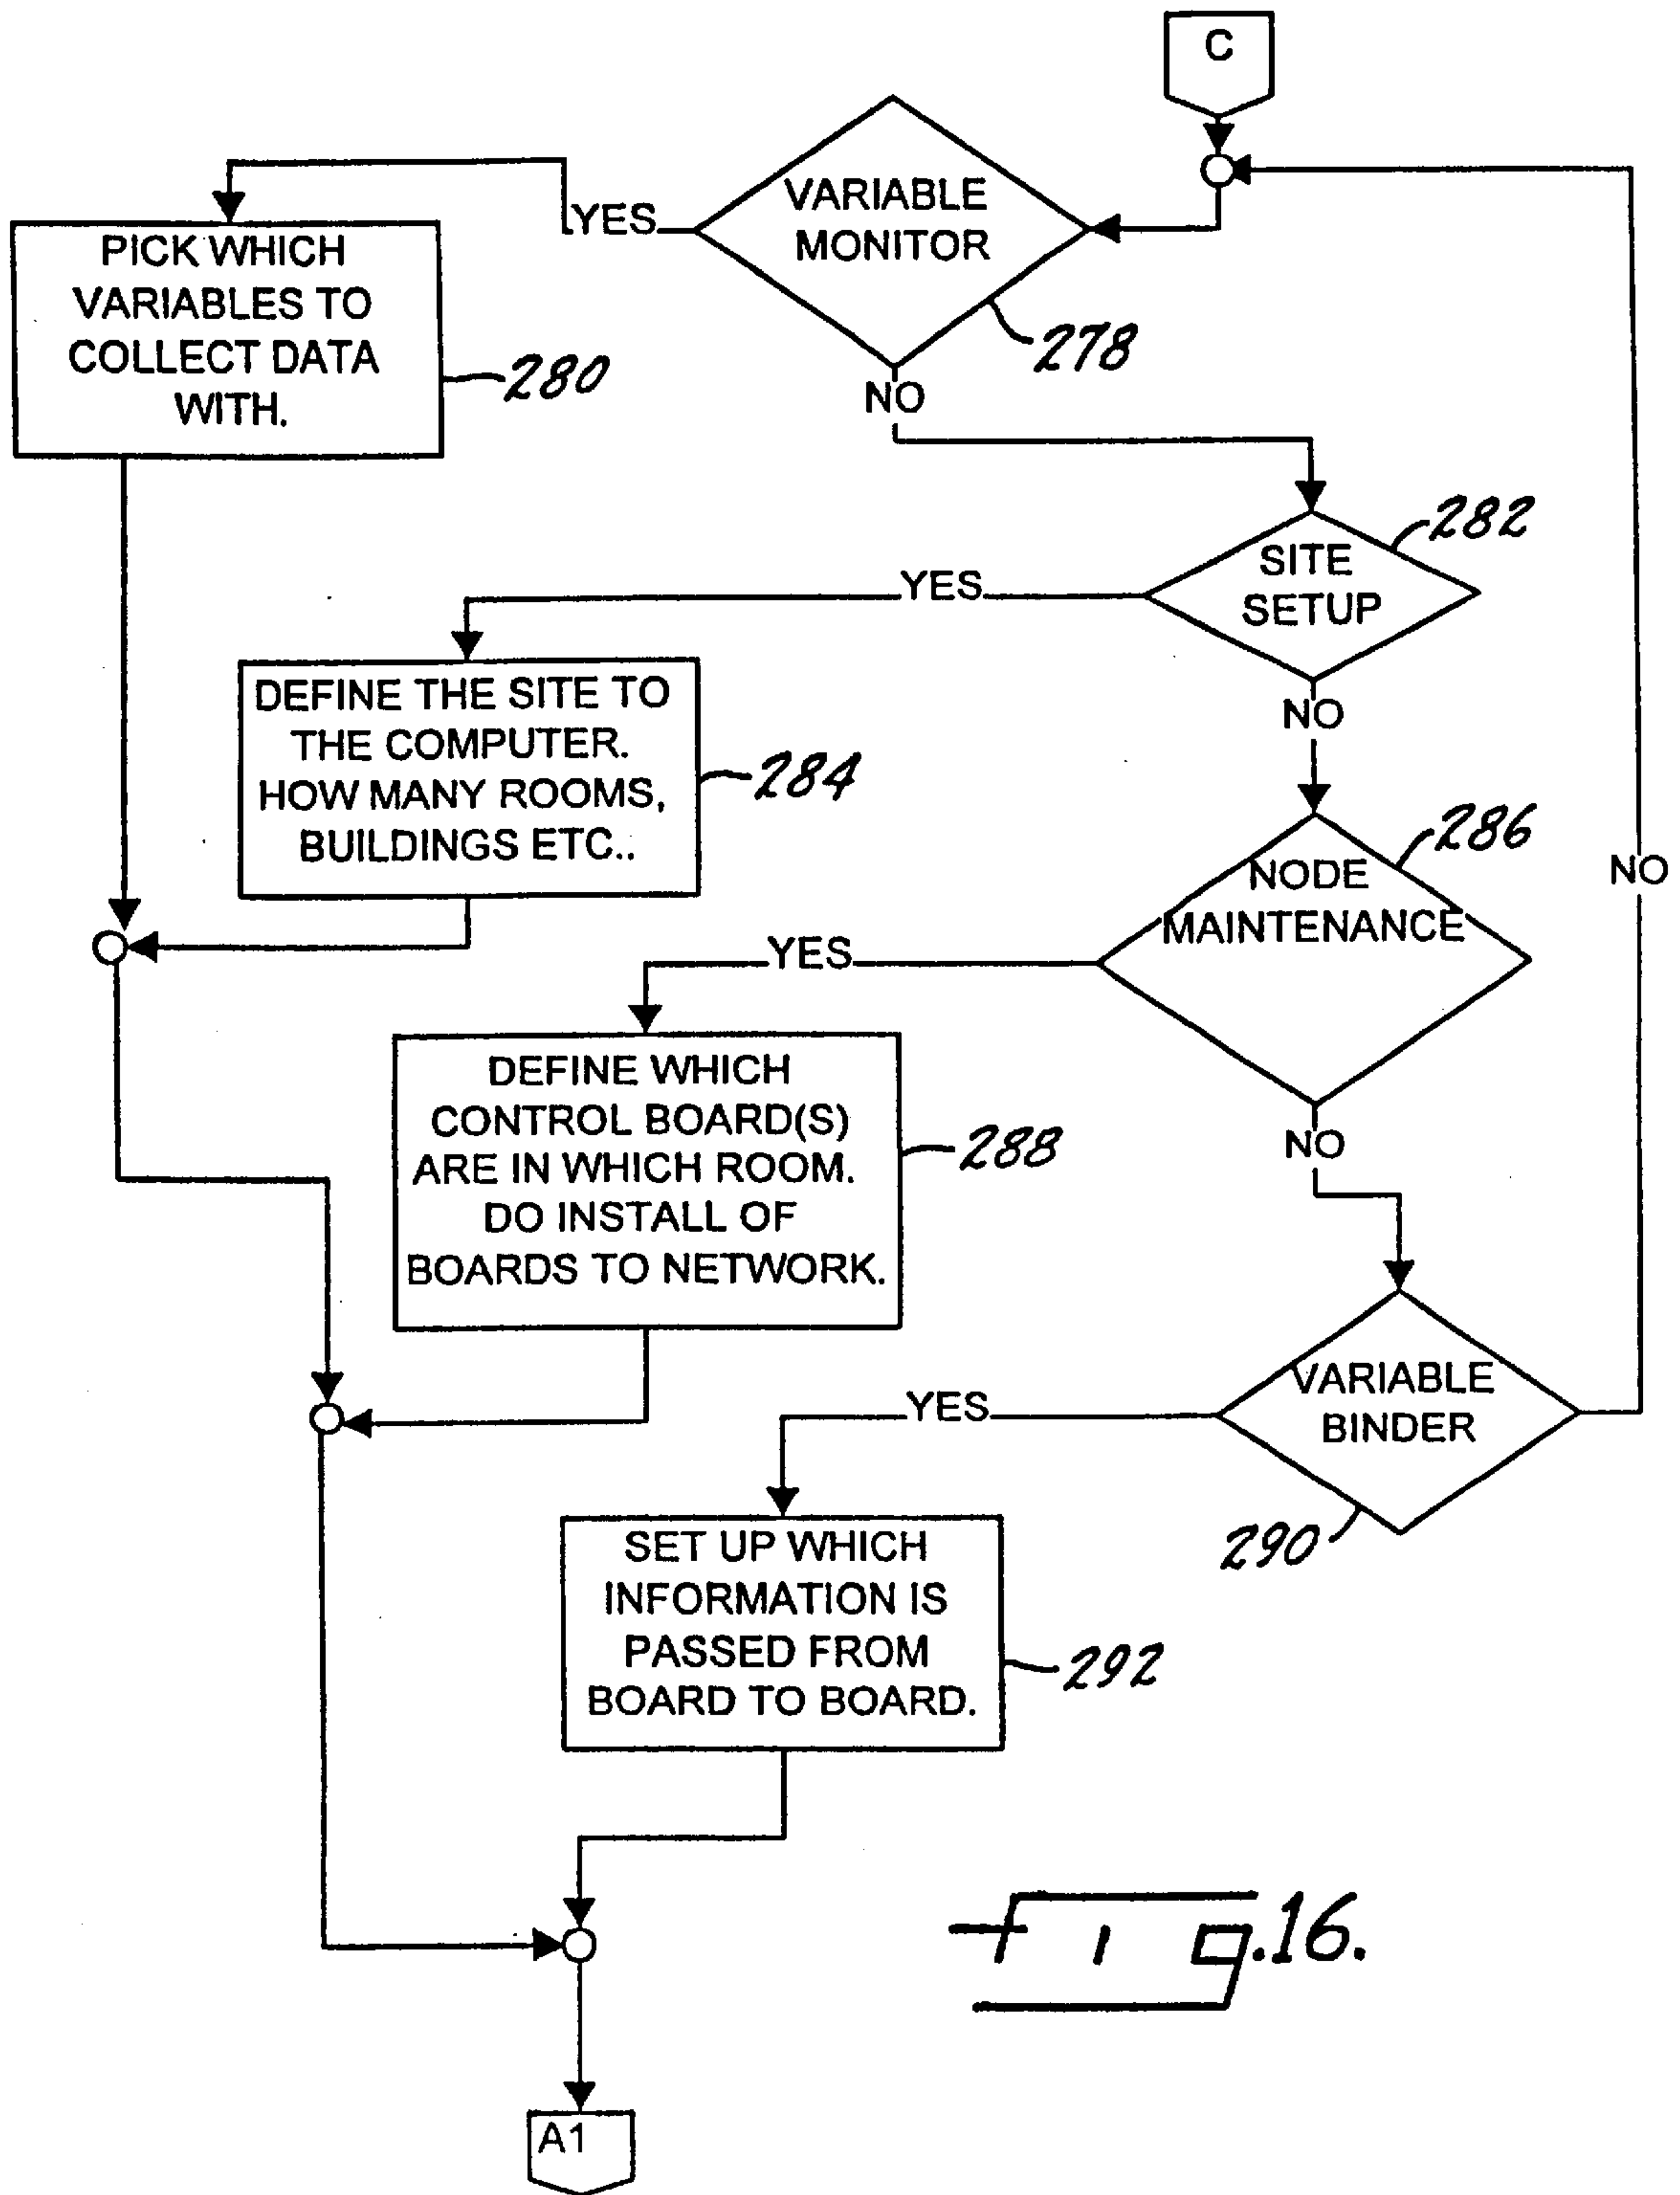 C
VARIABLE
MONITOR
278
YES
NO
PICK WHICH
VARIABLES TO
COLLECT DATA
WITH.
280
SITE
SETUP
282
YES
NO
DEFINE THE SITE TO
THE COMPUTER.
HOW MANY ROOMS,
BUILDINGS ETC..
284
NODE
MAINTENANCE
286
NO
YES
NO
DEFINE WHICH
CONTROL BOARD(S)
ARE IN WHICH ROOM.
DO INSTALL OF
BOARDS TO NETWORK.
288
VARIABLE
BINDER
290
YES
SET UP WHICH
INFORMATION IS
PASSED FROM
BOARD TO BOARD.
292
A1
Fig.16.